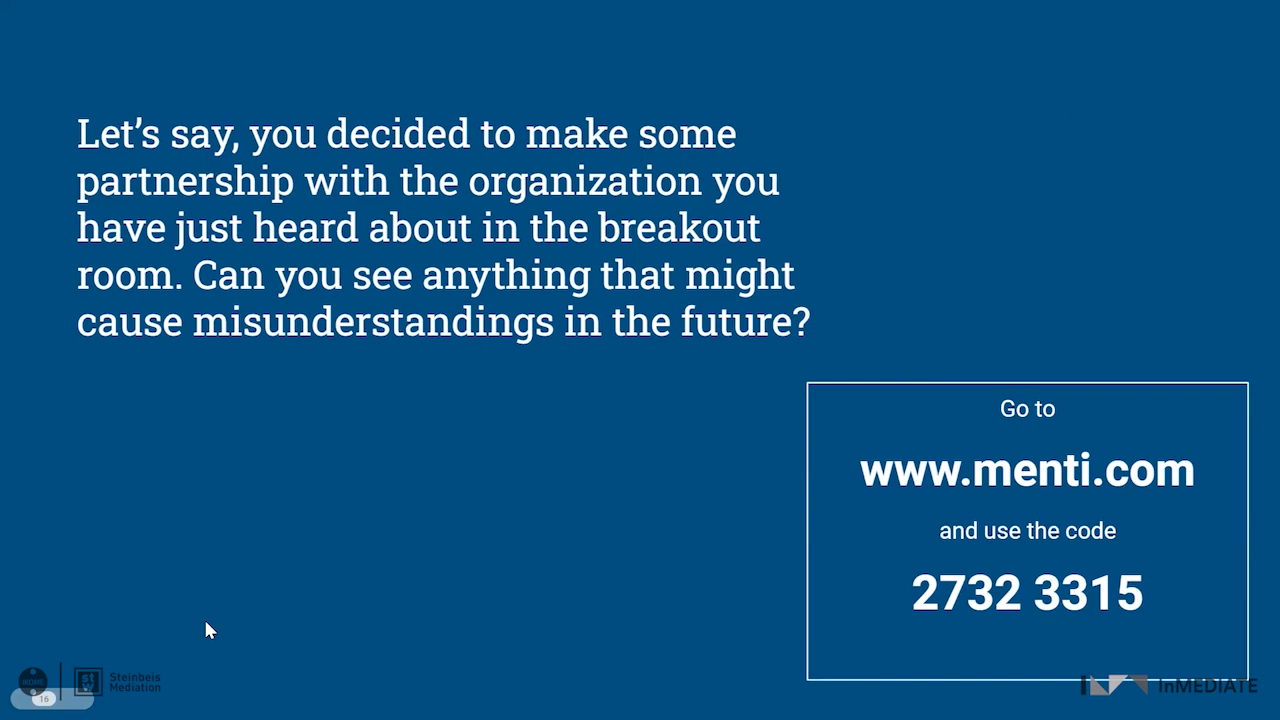 Let’s say, you decided to make some
partnership with the organization you
have just heard about in the breakout
room. Can you see anything that might
cause misunderstandings in the future?
Go to
www.menti.com
and use the code
2732 3315
Steinbeis
Mediation
16
InMEDIATE